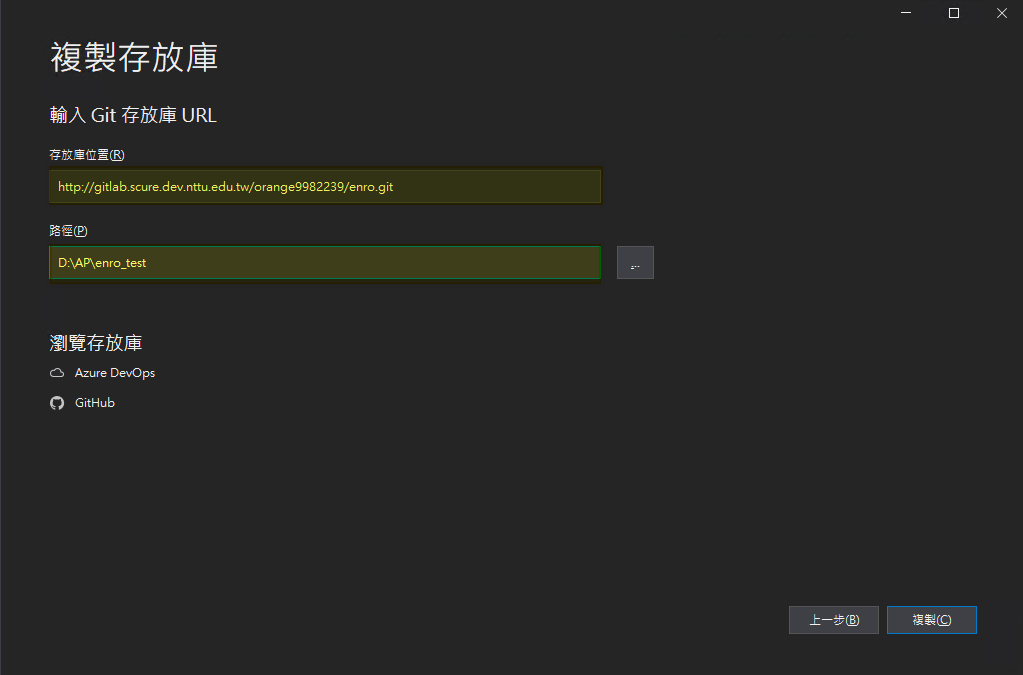 複製存放庫
輸入 Git 存放庫 URL
存放庫位置(R)
http://gitlab.scure.dev.nttu.edu.tw/orange9982239/enro.git
路徑(P)
D:\AP\enro_test
...
瀏覽存放庫
Azure DevOps
GitHub
上一步(B)
複製(C)